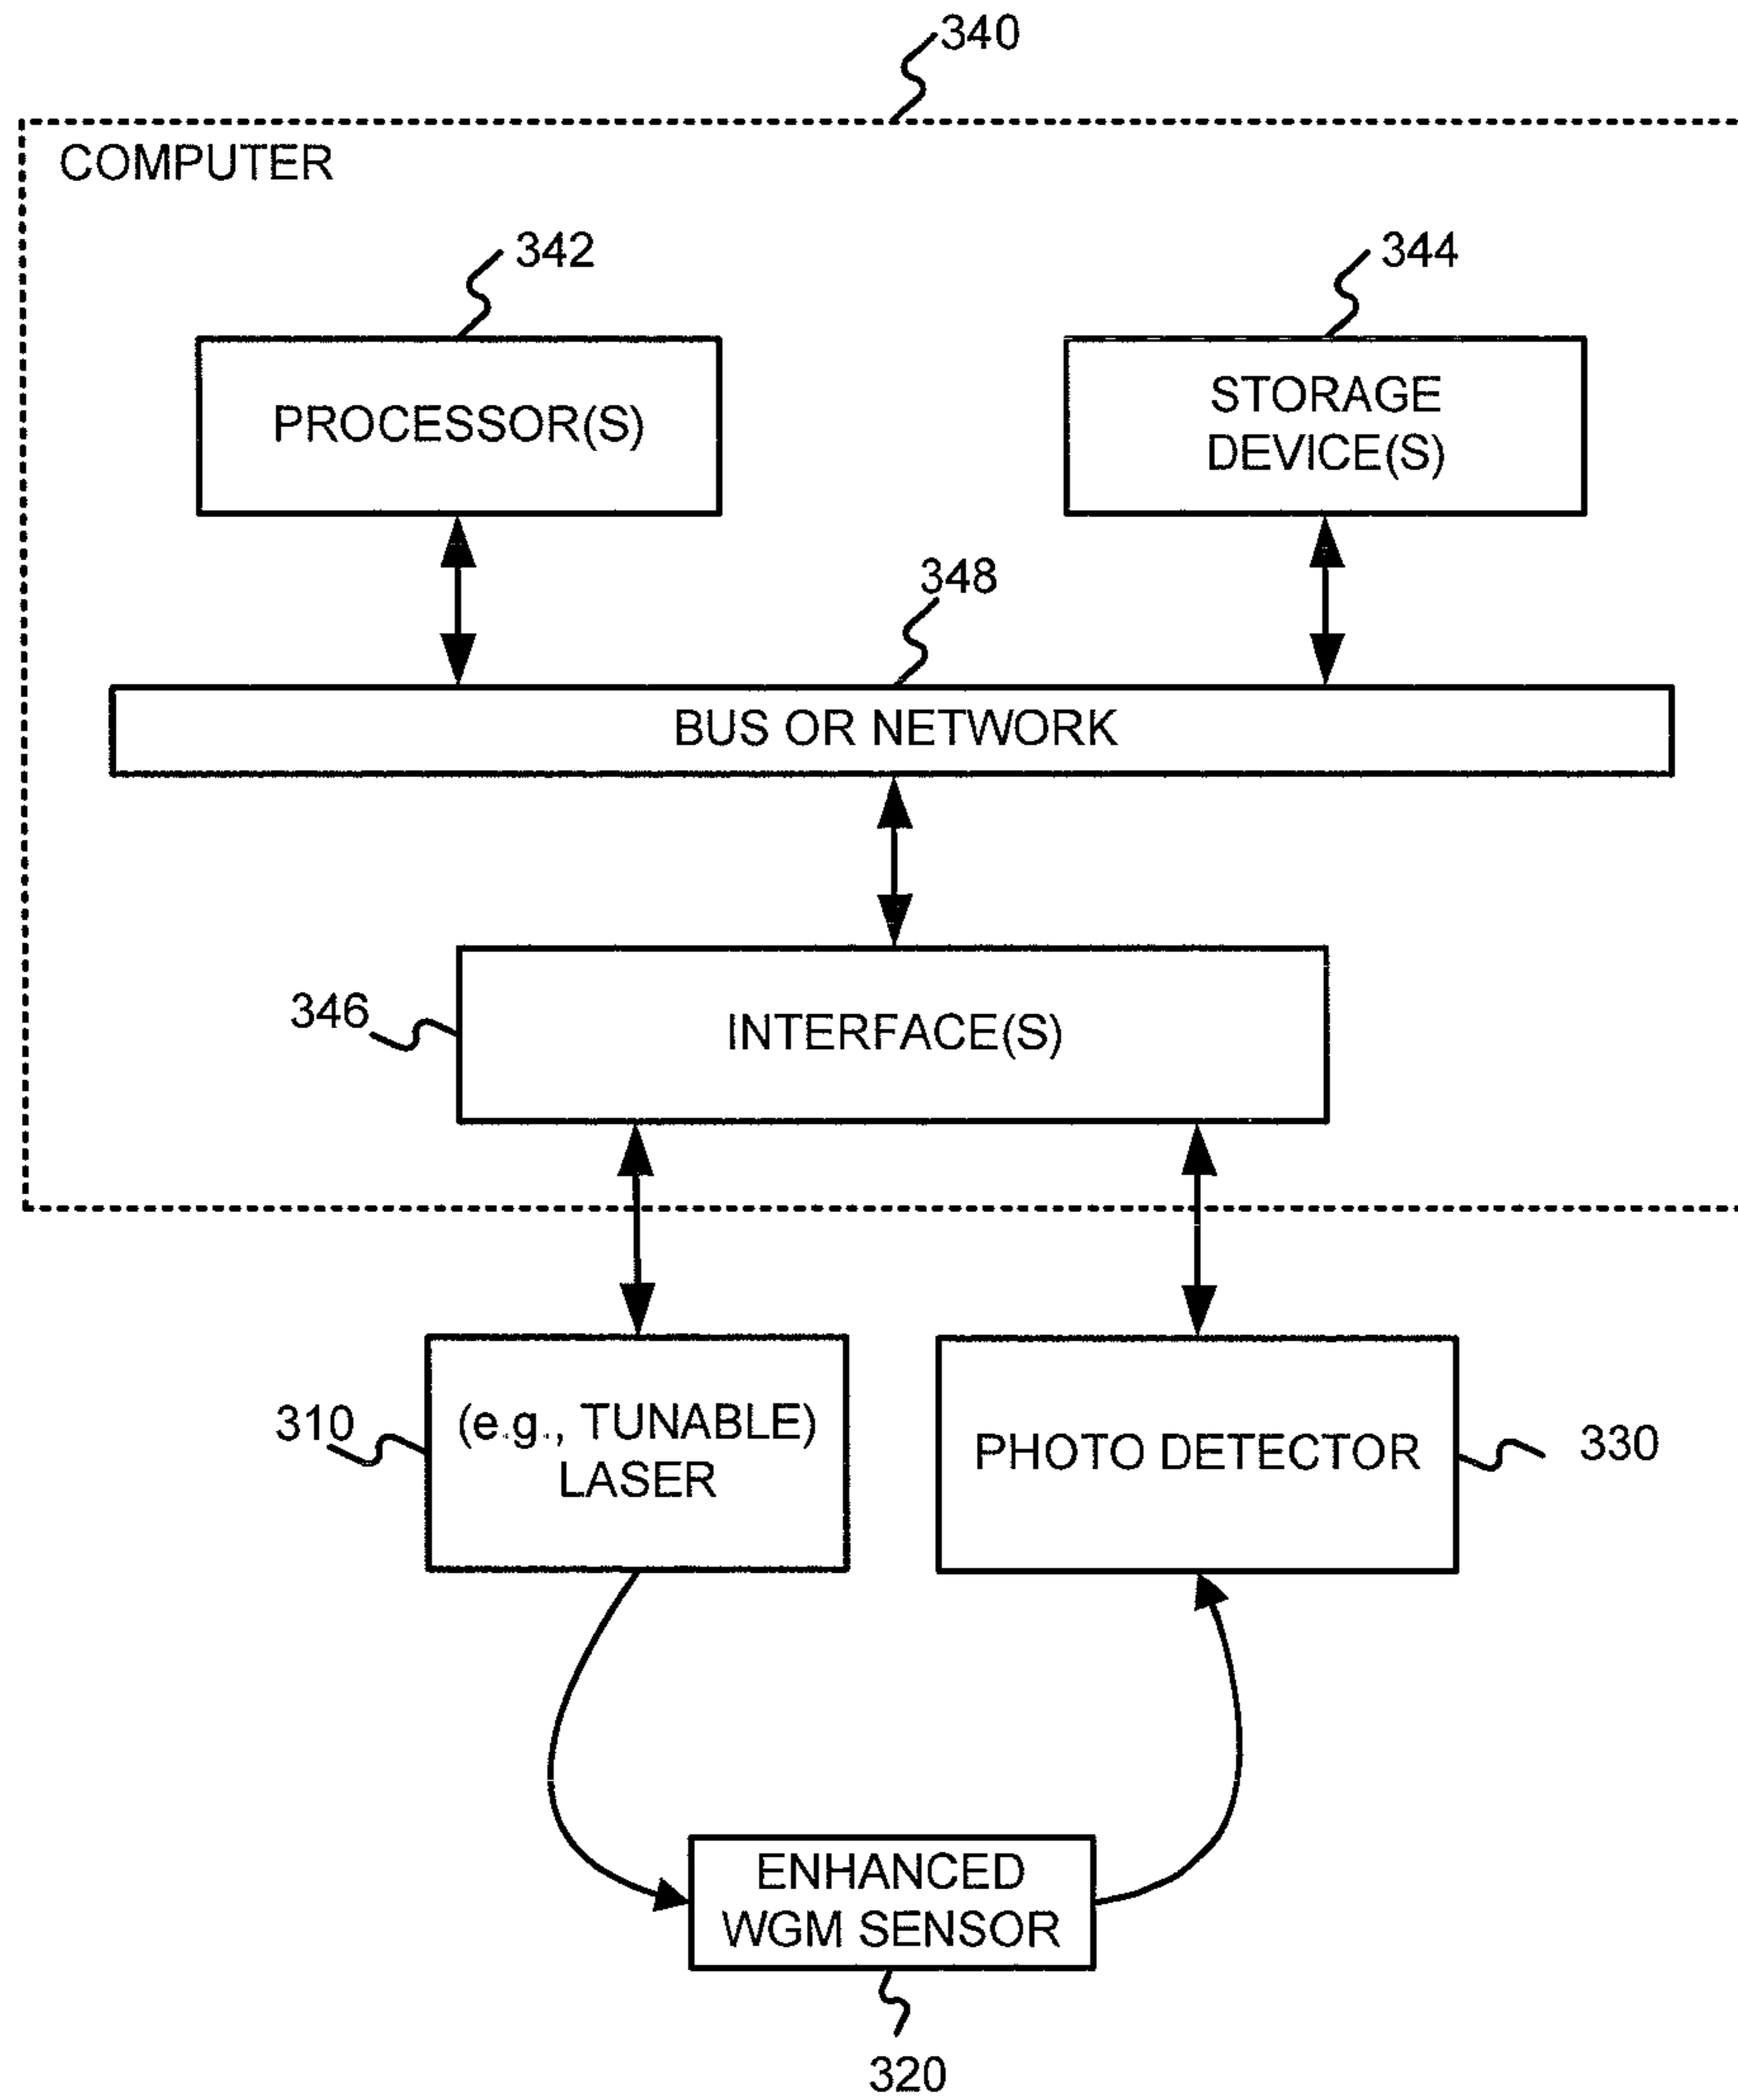 340
COMPUTER
342
344
PROCESSOR(S)
STORAGE
DEVICE(S)
348
BUS OR NETWORK
346
INTERFACE(S)
310
(e.g., TUNABLE)
LASER
PHOTO DETECTOR
330
ENHANCED
WGM SENSOR
320